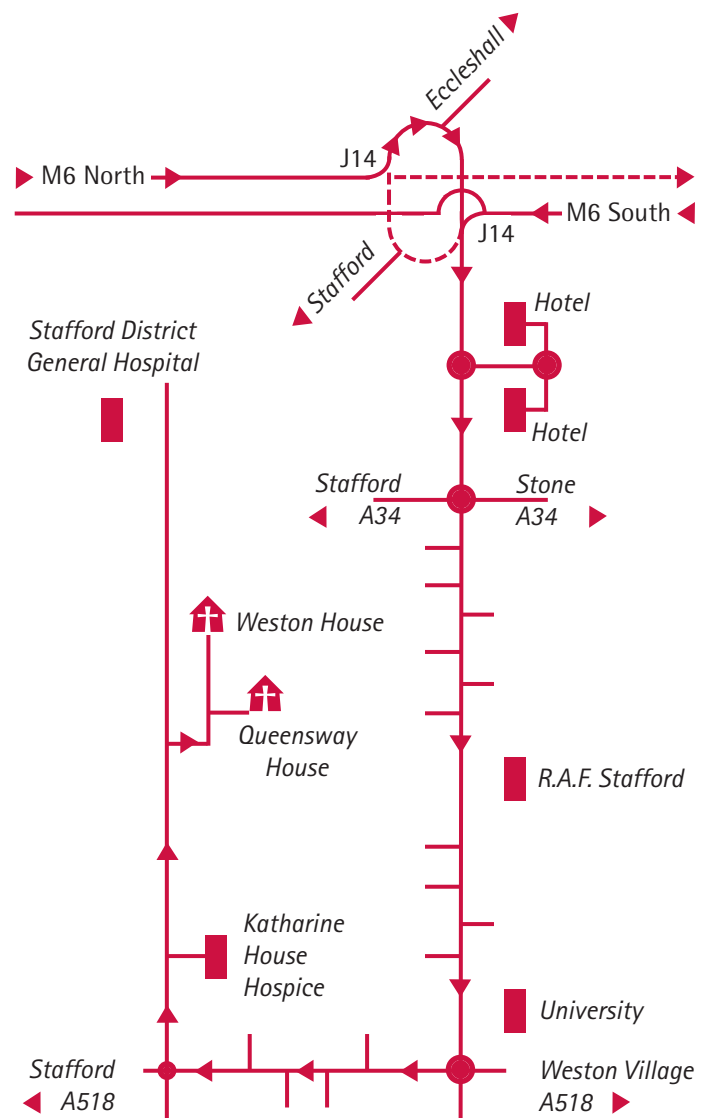 Eccleshall
J14
M6 North
M6 South
J14
Stafford
Hotel
Stafford District
General Hospital
Hotel
Stafford
A34
Stone
A34
Weston House
Queensway
House
R.A.F. Stafford
Katharine
House
Hospice
University
Stafford
A518
Weston Village
A518